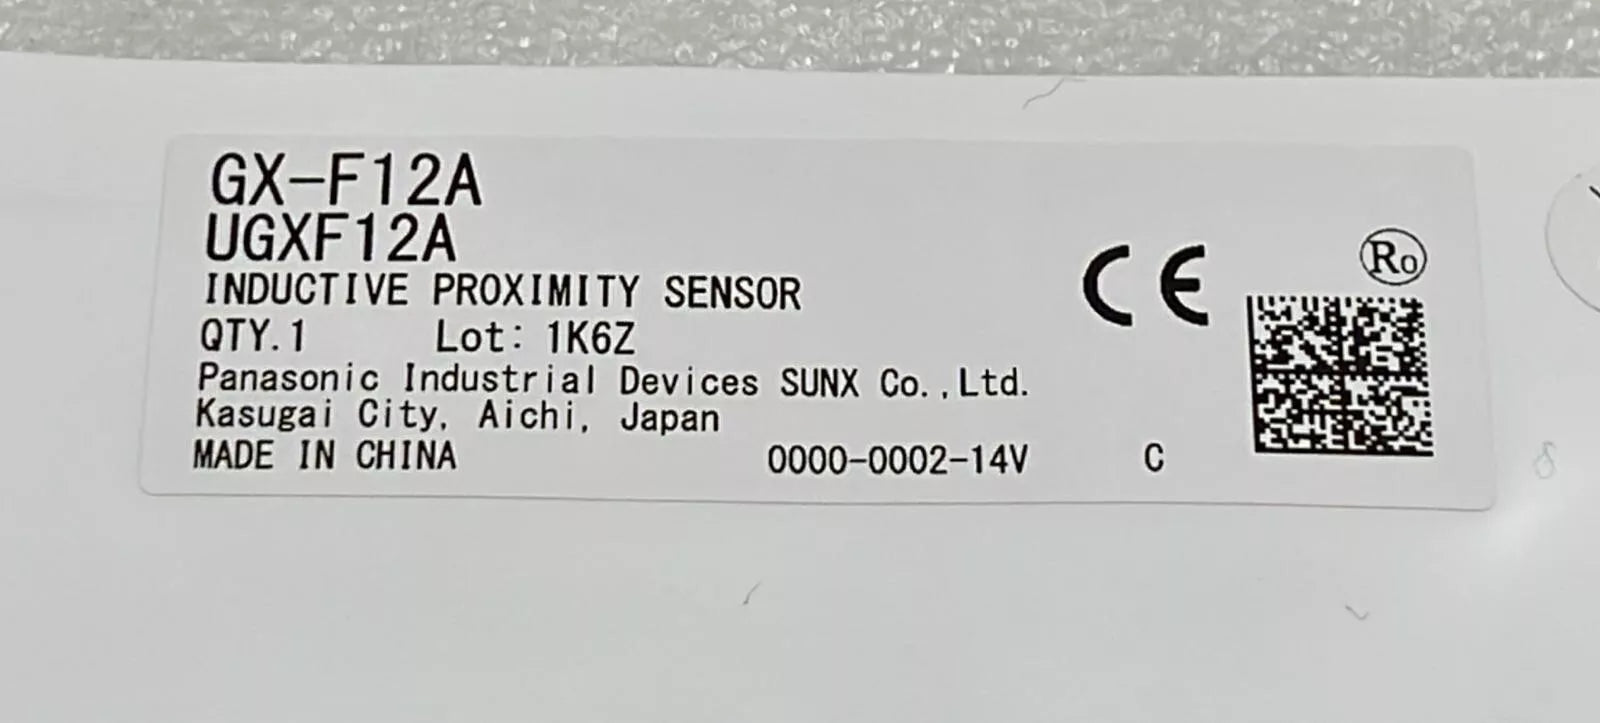 GX-F12A
UGXF12A
INDUCTIVE PROXIMITY SENSOR
QTY.1 Lot: 1K6Z
Panasonic Industrial Devices SUNX Co.,Ltd.
Kasugai City, Aichi, Japan
MADE IN CHINA 0000-0002-14V C
CE
Ro